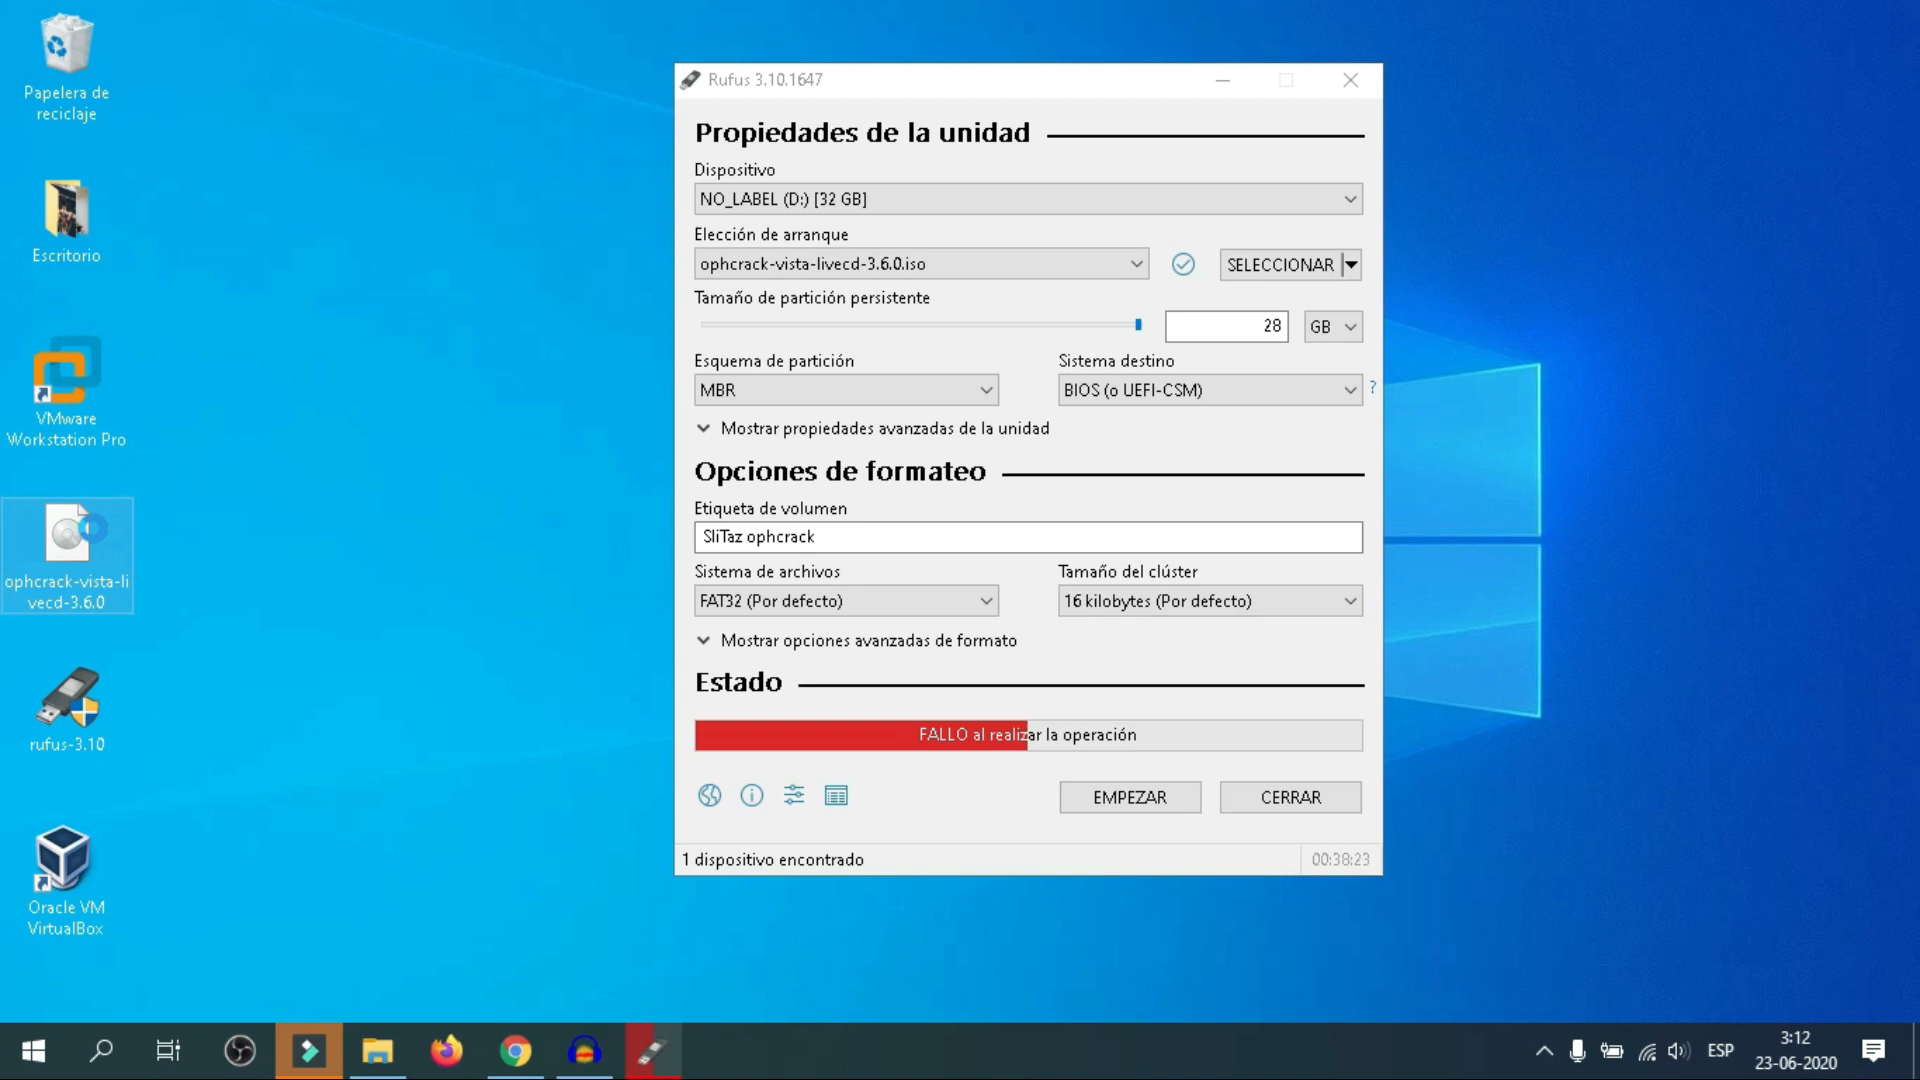 Papelera de
reciclaje
Escritorio
VMware
Workstation Pro
ophcrack-vista-li
vecd-3.6.0
rufus-3.10
Oracle VM
VirtualBox
Rufus 3.10.1647
Propiedades de la unidad
Dispositivo
NO_LABEL (D:) [32 GB]
Elección de arranque
ophcrack-vista-livecd-3.6.0.iso
SELECCIONAR
Tamaño de partición persistente
28
GB
Esquema de partición
Sistema destino
MBR
BIOS (o UEFI-CSM)
?
Mostrar propiedades avanzadas de la unidad
Opciones de formateo
Etiqueta de volumen
SliTaz ophcrack
Sistema de archivos
Tamaño del clúster
FAT32 (Por defecto)
16 kilobytes (Por defecto)
Mostrar opciones avanzadas de formato
Estado
FALLO al realizar la operación
EMPEZAR
CERRAR
1 dispositivo encontrado
00:38:23
ESP
3:12
23-06-2020